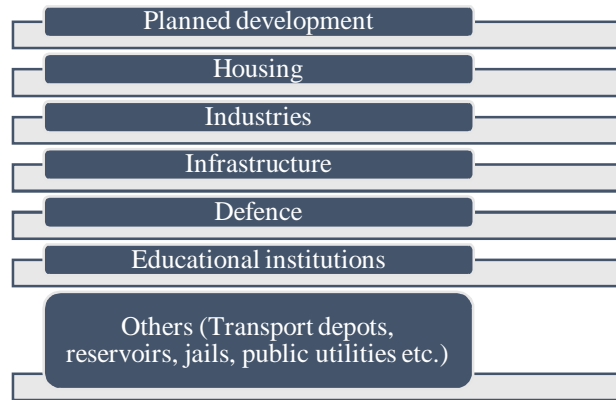 Planned development
Housing
Industries
Infrastructure
Defence
Educational institutions
Others (Transport depots,
reservoirs, jails, public utilities etc.)